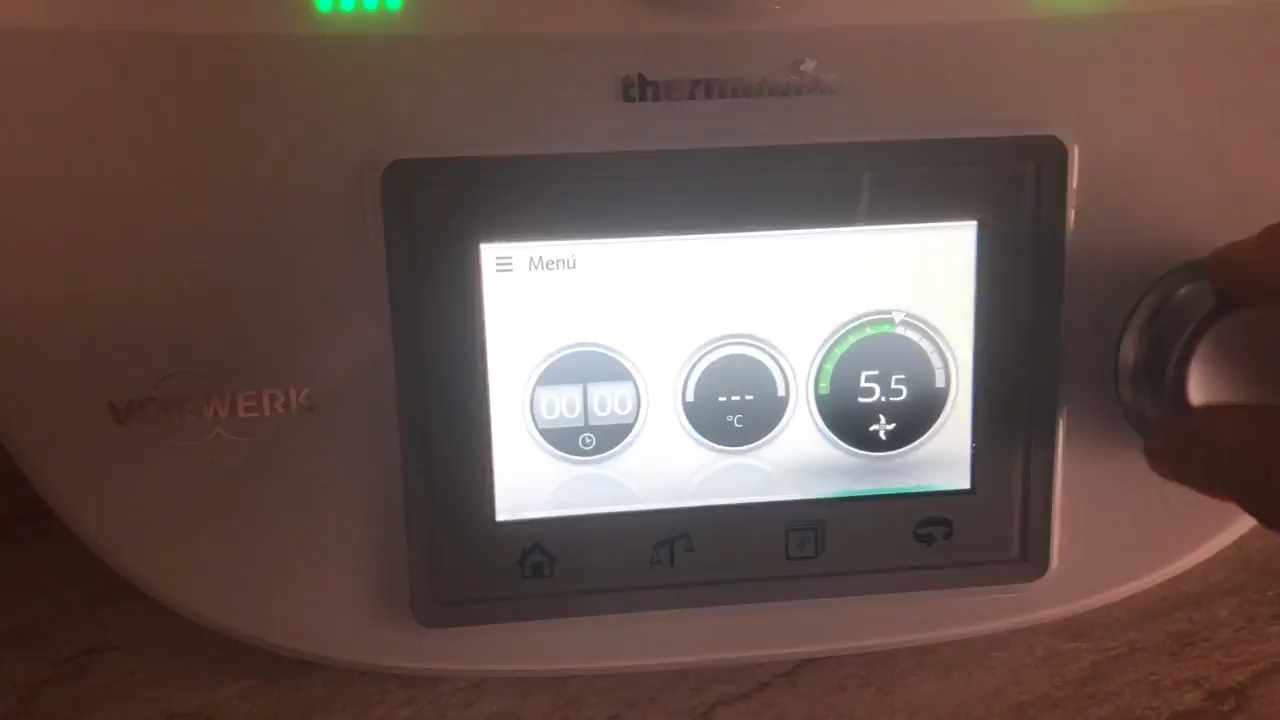 thermomix
Menú
00 00
---
°C
5.5
VORWERK